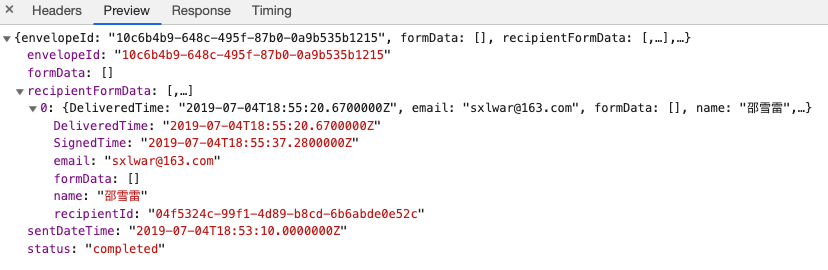 Headers Preview Response Timing
{envelopeId: "10c6b4b9-648c-495f-87b0-0a9b535b1215", formData: [], recipientFormData: [,…],…}
envelopeId: "10c6b4b9-648c-495f-87b0-0a9b535b1215"
formData: []
recipientFormData: [,…]
0: {DeliveredTime: "2019-07-04T18:55:20.6700000Z", email: "sxlwar@163.com", formData: [], name: "邵雪雷",…}
DeliveredTime: "2019-07-04T18:55:20.6700000Z"
SignedTime: "2019-07-04T18:55:37.2800000Z"
email: "sxlwar@163.com"
formData: []
name: "邵雪雷"
recipientId: "04f5324c-99f1-4d89-b8cd-6b6abde0e52c"
sentDateTime: "2019-07-04T18:53:10.0000000Z"
status: "completed"